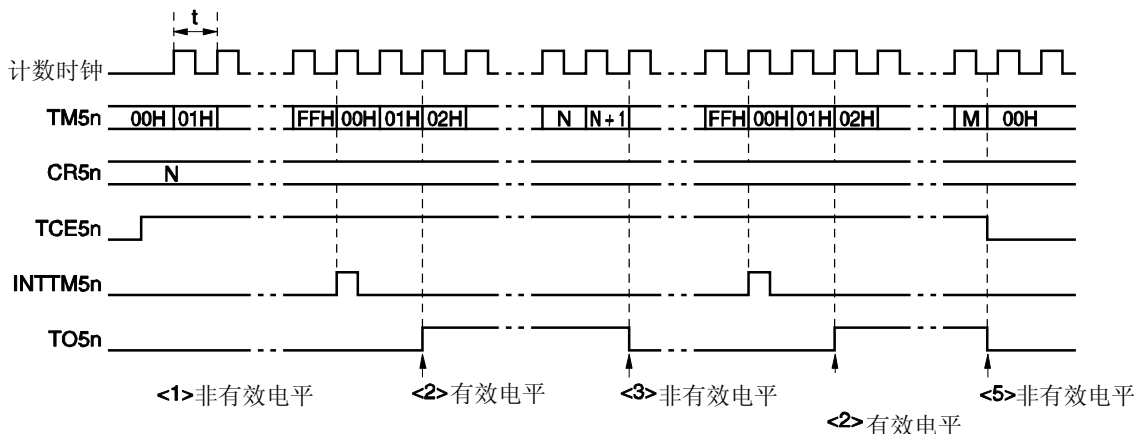 t
计数时钟
TM5n 00H 01H FFH 00H 01H 02H N N+1 FFH 00H 01H 02H M 00H
CR5n N
TCE5n
INTTM5n
TO5n
<1>非有效电平 <2>有效电平 <3>非有效电平 <5>非有效电平
<2>有效电平